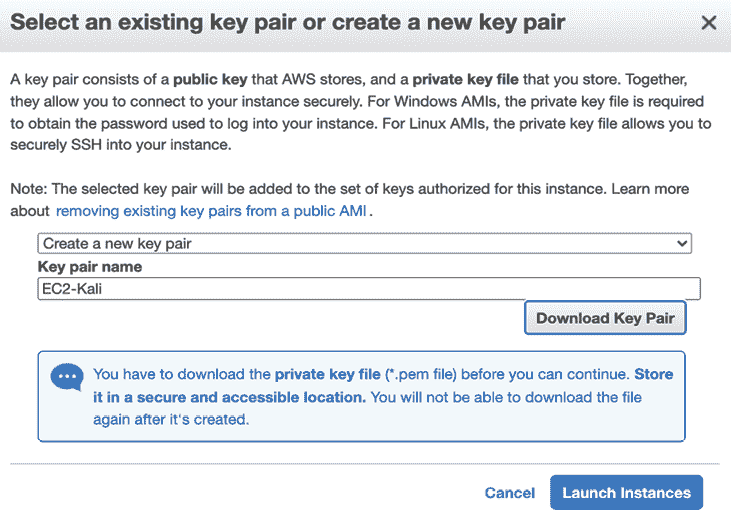 Select an existing key pair or create a new key pair
A key pair consists of a public key that AWS stores, and a private key file that you store. Together,
they allow you to connect to your instance securely. For Windows AMIs, the private key file is required
to obtain the password used to log into your instance. For Linux AMIs, the private key file allows you to
securely SSH into your instance.
Note: The selected key pair will be added to the set of keys authorized for this instance. Learn more
about removing existing key pairs from a public AMI .
Create a new key pair
Key pair name
EC2-Kali
Download Key Pair
You have to download the private key file (*.pem file) before you can continue. Store
it in a secure and accessible location. You will not be able to download the file
again after it's created.
Cancel Launch Instances